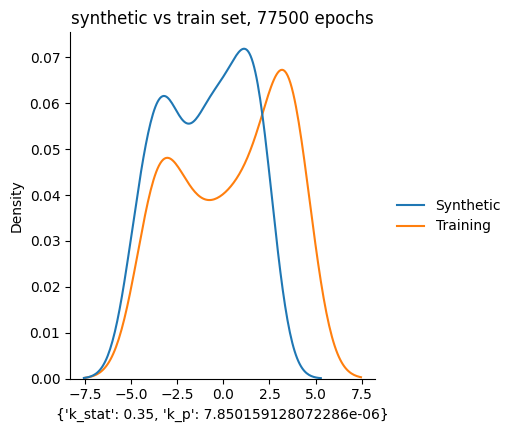 synthetic vs train set, 77500 epochs
0.07
0.06
0.05
0.04
0.03
0.02
0.01
0.00
Density
−7.5 −5.0 −2.5 0.0 2.5 5.0 7.5
{'k_stat': 0.35, 'k_p': 7.850159128072286e-06}
Synthetic
Training